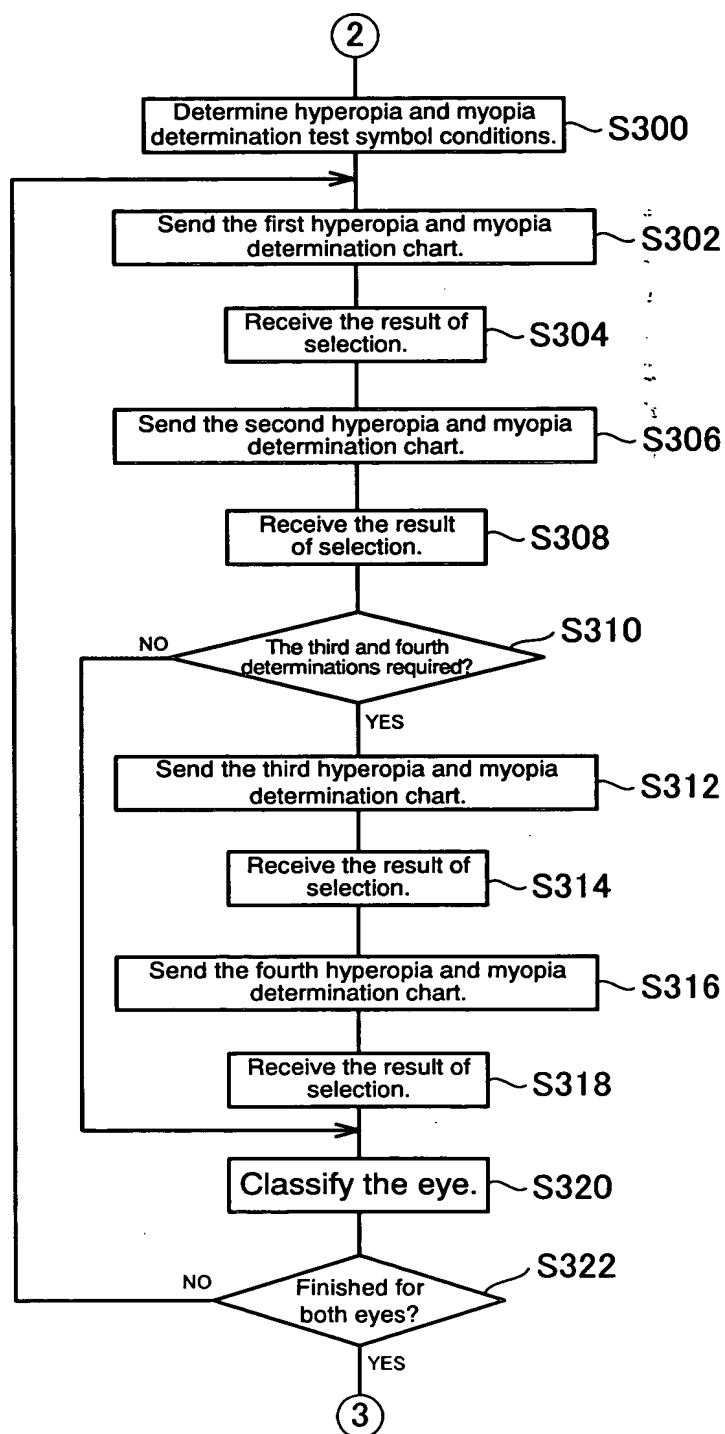 2
Determine hyperopia and myopia
determination test symbol conditions.
S300
Send the first hyperopia and myopia
determination chart.
S302
Receive the result of
selection.
S304
Send the second hyperopia and myopia
determination chart.
S306
Receive the result
of selection.
S308
NO
The third and fourth
determinations required?
S310
YES
Send the third hyperopia and myopia
determination chart.
S312
Receive the result of
selection.
S314
Send the fourth hyperopia and myopia
determination chart.
S316
Receive the result of
selection.
S318
Classify the eye.
S320
NO
Finished for
both eyes?
S322
YES
3